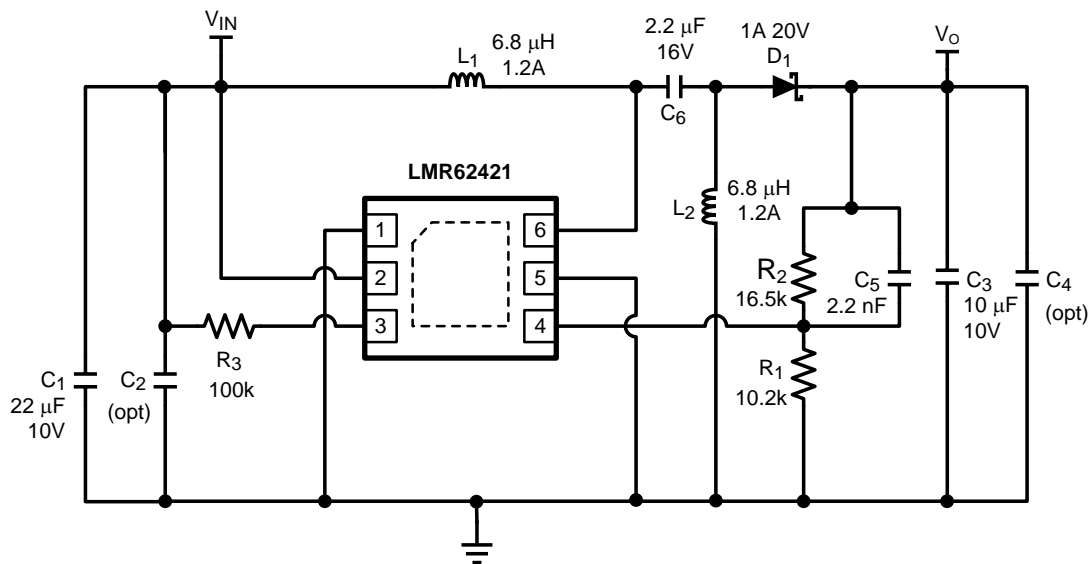 V_IN
L_1
6.8 μH
1.2A
2.2 μF
16V
C_6
1A 20V
D_1
V_O
LMR62421
1
2
3
6
5
4
L_2
6.8 μH
1.2A
R_2
16.5k
C_5
2.2 nF
C_3
10 μF
10V
C_4
(opt)
R_3
100k
R_1
10.2k
C_1
22 μF
10V
C_2
(opt)